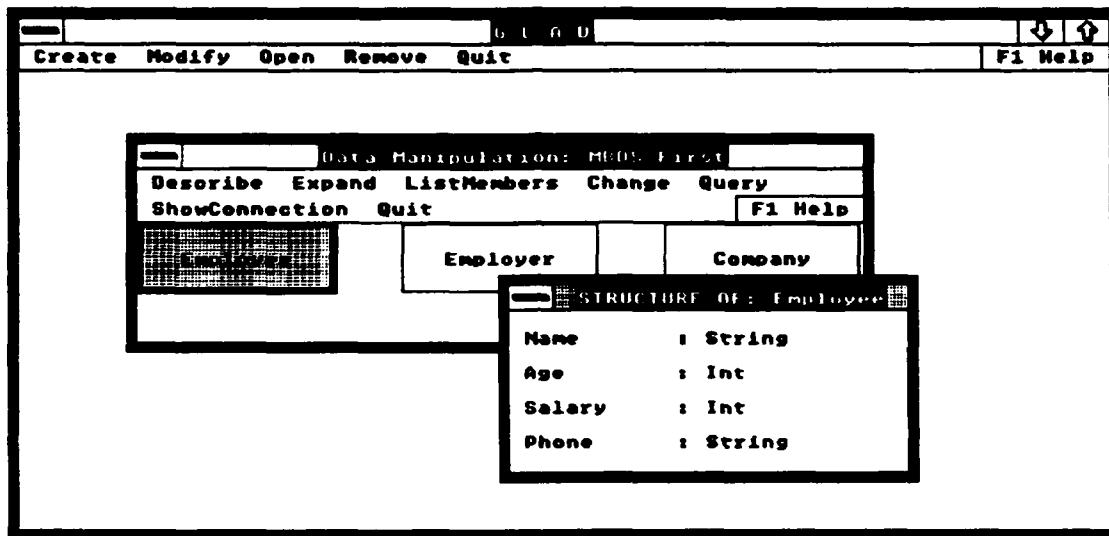 G L A D
Create Modify Open Remove Quit F1 Help
Data Manipulation: MBDS First
Describe Expand ListMembers Change Query
ShowConnection Quit F1 Help
Employee Employer Company
STRUCTURE OF: Employee
Name : String
Age : Int
Salary : Int
Phone : String